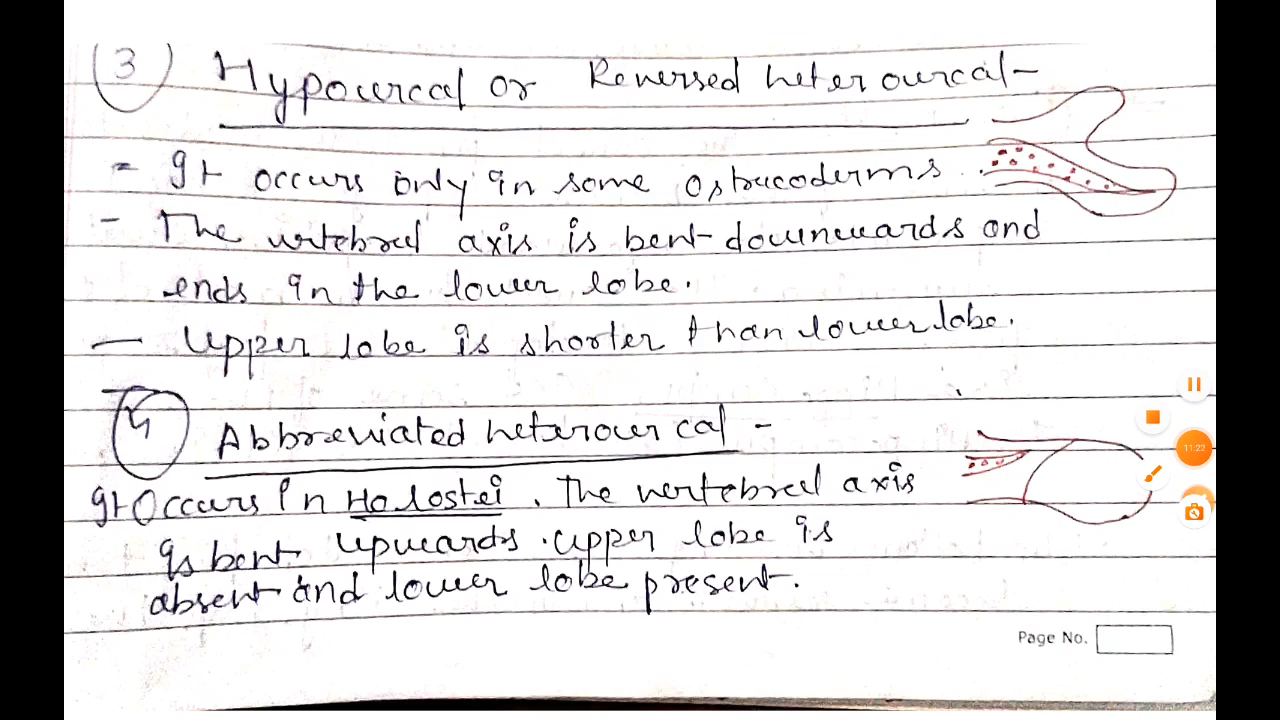 3 Hypocercal or Reversed heterocercal -
- It occurs only in some Ostracoderms.
- The vertebral axis is bent downwards and
ends in the lower lobe.
- Upper lobe is shorter than lower lobe.
4 Abbreviated heterocercal -
It Occurs in Holostei. The vertebral axis
is bent upwards. upper lobe is
absent and lower lobe present.
11:22
Page No.